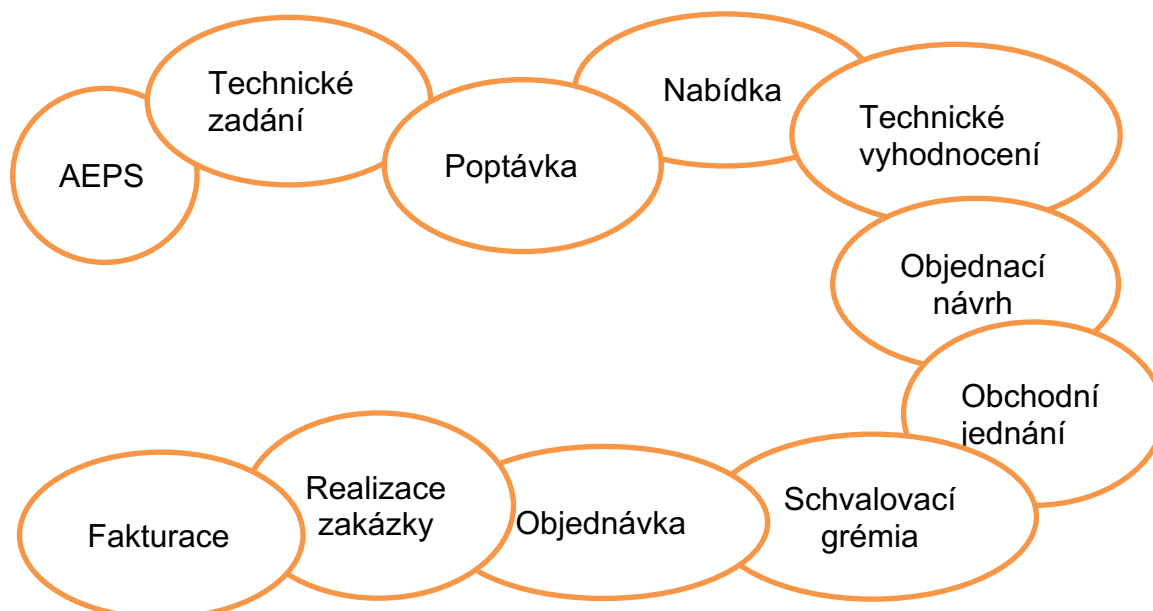 AEPS
Technické
zadání
Poptávka
Nabídka
Technické
vyhodnocení
Objednací
návrh
Obchodní
jednání
Schvalovací
grémia
Objednávka
Realizace
zakázky
Fakturace